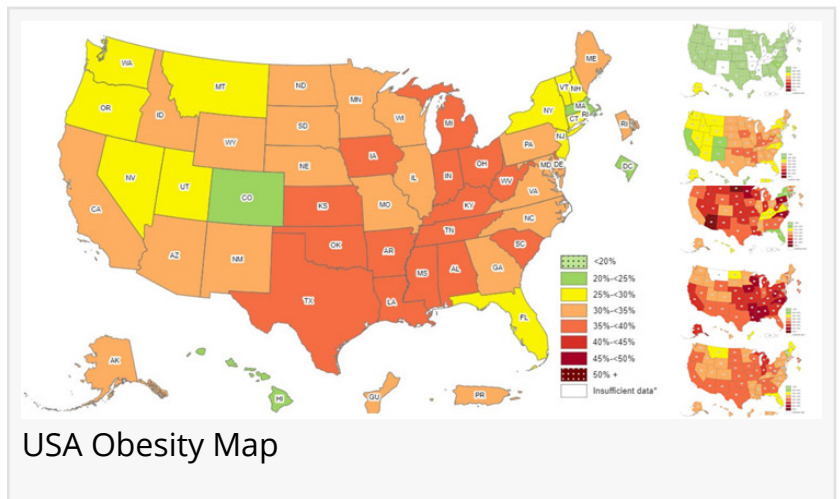 WA
MT
ND
MN
ME
OR
ID
SD
WI
MI
VT
NH
NY
MA
RI
CT
WY
NE
IA
IL
IN
OH
PA
NJ
RI
NV
UT
CO
KS
MO
KY
WV
VA
MD
DE
DC
CA
AZ
NM
OK
AR
TN
NC
SC
TX
LA
MS
AL
GA
FL
AK
HI
GU
PR
<20%
20%-<25%
25%-<30%
30%-<35%
35%-<40%
40%-<45%
45%-<50%
50% +
Insufficient data*
USA Obesity Map